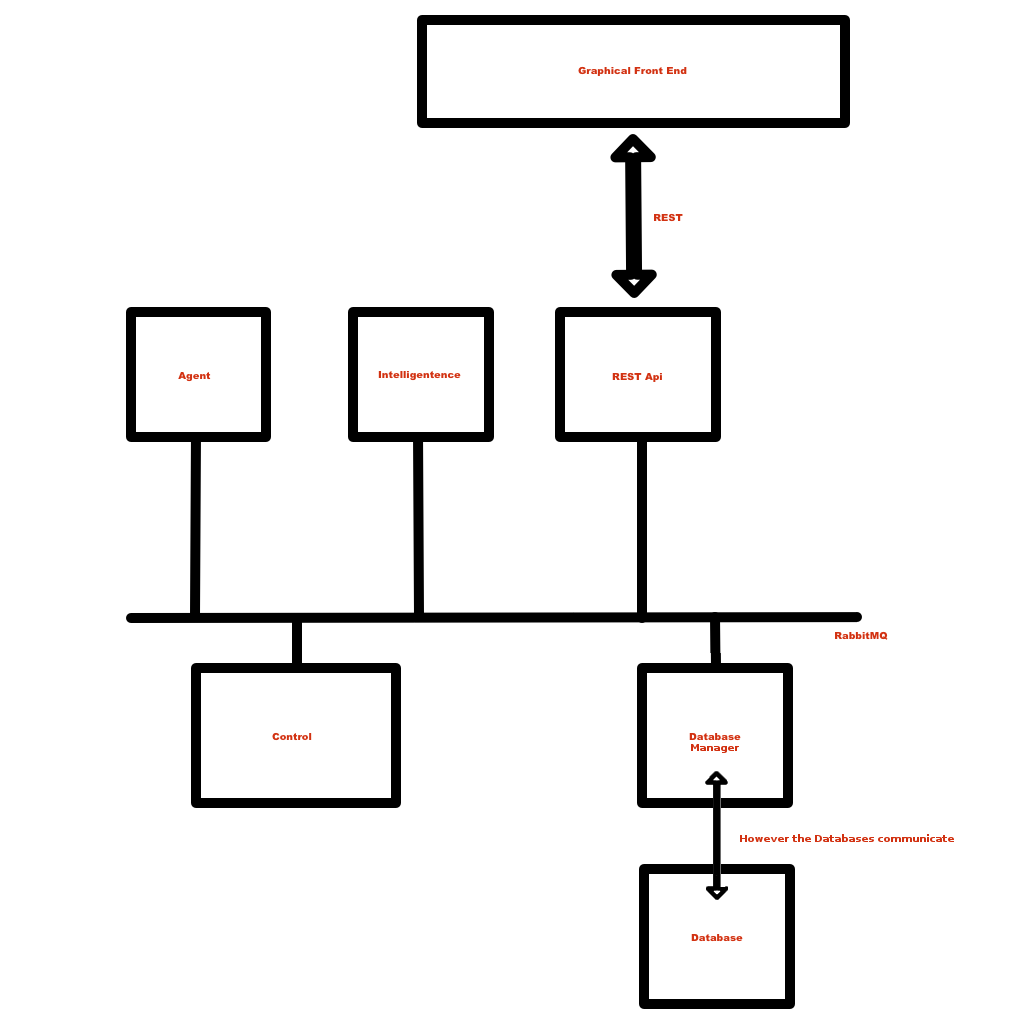 Graphical Front End
REST
Agent
Intelligentence
REST Api
RabbitMQ
Control
Database
Manager
However the Databases communicate
Database